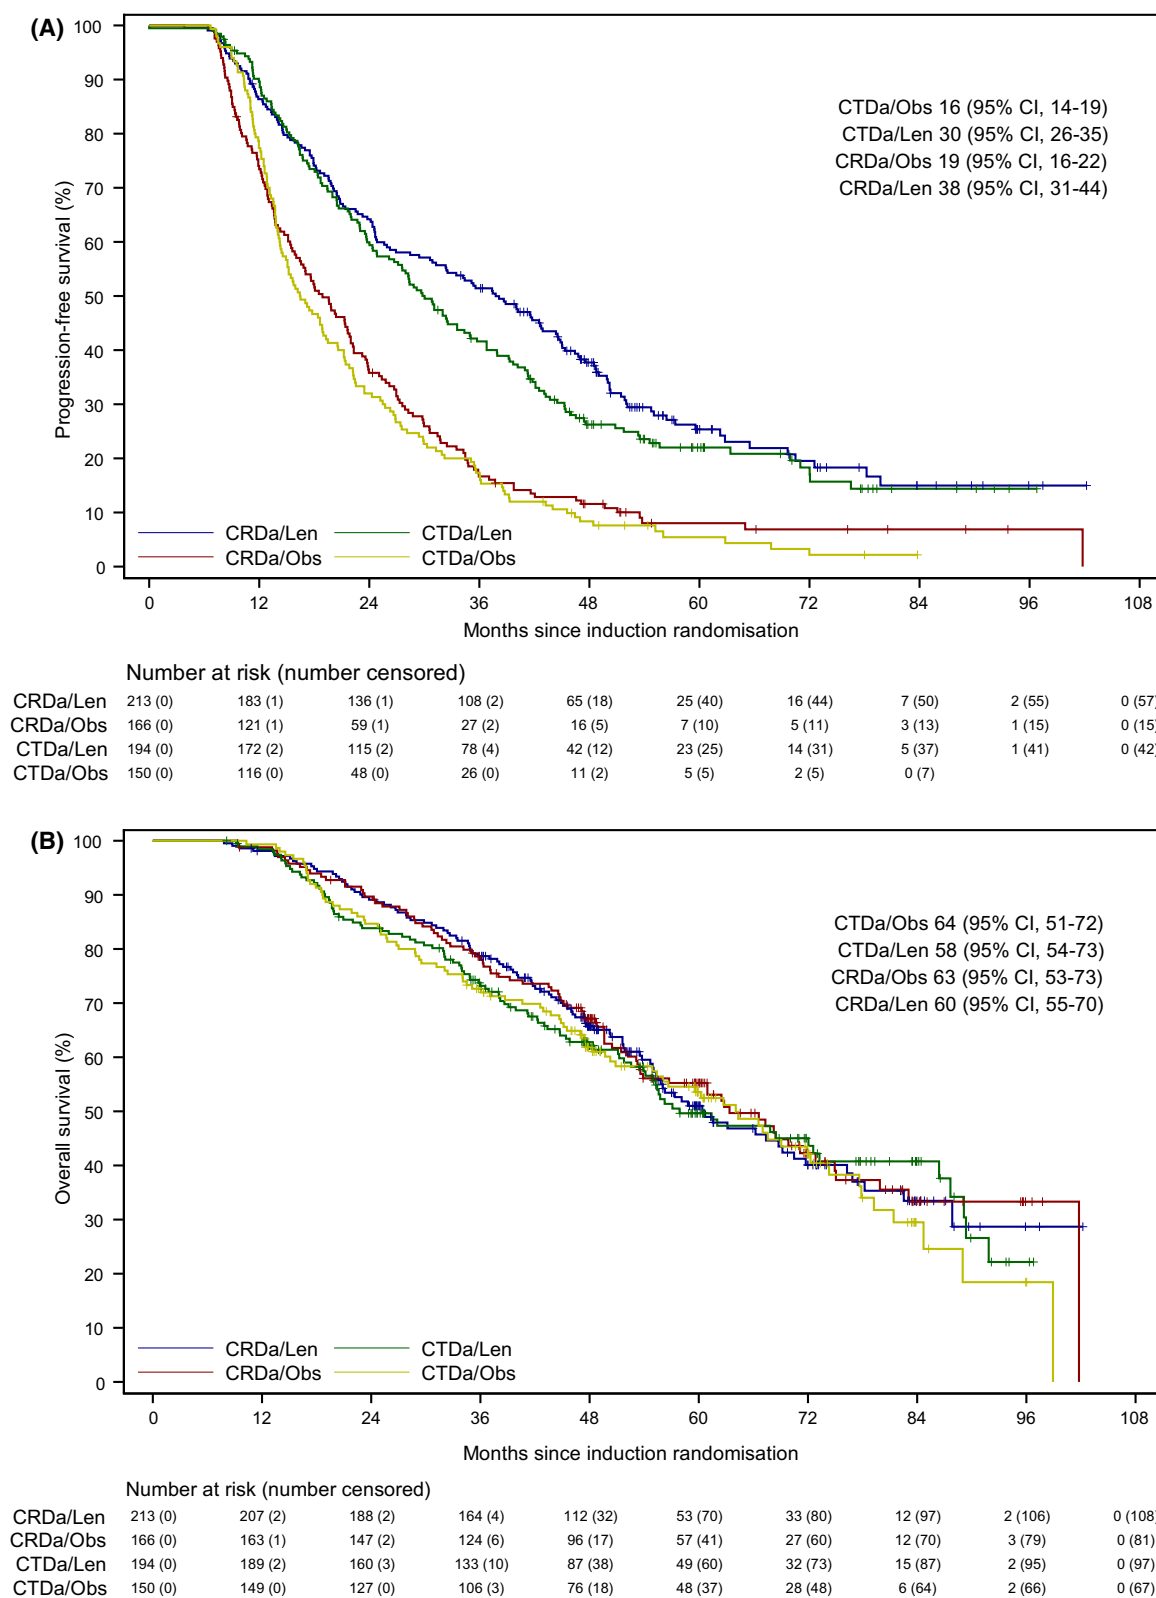 (A)
100
90
80
70
60
50
40
30
20
10
0
Progression-free survival (%)
CTDa/Obs 16 (95% CI, 14-19)
CTDa/Len 30 (95% CI, 26-35)
CRDa/Obs 19 (95% CI, 16-22)
CRDa/Len 38 (95% CI, 31-44)
CRDa/Len CTDa/Len
CRDa/Obs CTDa/Obs
0 12 24 36 48 60 72 84 96 108
Months since induction randomisation
Number at risk (number censored)
CRDa/Len 213 (0) 183 (1) 136 (1) 108 (2) 65 (18) 25 (40) 16 (44) 7 (50) 2 (55) 0 (57)
CRDa/Obs 166 (0) 121 (1) 59 (1) 27 (2) 16 (5) 7 (10) 5 (11) 3 (13) 1 (15) 0 (15)
CTDa/Len 194 (0) 172 (2) 115 (2) 78 (4) 42 (12) 23 (25) 14 (31) 5 (37) 1 (41) 0 (42)
CTDa/Obs 150 (0) 116 (0) 48 (0) 26 (0) 11 (2) 5 (5) 2 (5) 0 (7)
(B)
100
90
80
70
60
50
40
30
20
10
0
Overall survival (%)
CTDa/Obs 64 (95% CI, 51-72)
CTDa/Len 58 (95% CI, 54-73)
CRDa/Obs 63 (95% CI, 53-73)
CRDa/Len 60 (95% CI, 55-70)
CRDa/Len CTDa/Len
CRDa/Obs CTDa/Obs
0 12 24 36 48 60 72 84 96 108
Months since induction randomisation
Number at risk (number censored)
CRDa/Len 213 (0) 207 (2) 188 (2) 164 (4) 112 (32) 53 (70) 33 (80) 12 (97) 2 (106) 0 (108)
CRDa/Obs 166 (0) 163 (1) 147 (2) 124 (6) 96 (17) 57 (41) 27 (60) 12 (70) 3 (79) 0 (81)
CTDa/Len 194 (0) 189 (2) 160 (3) 133 (10) 87 (38) 49 (60) 32 (73) 15 (87) 2 (95) 0 (97)
CTDa/Obs 150 (0) 149 (0) 127 (0) 106 (3) 76 (18) 48 (37) 28 (48) 6 (64) 2 (66) 0 (67)